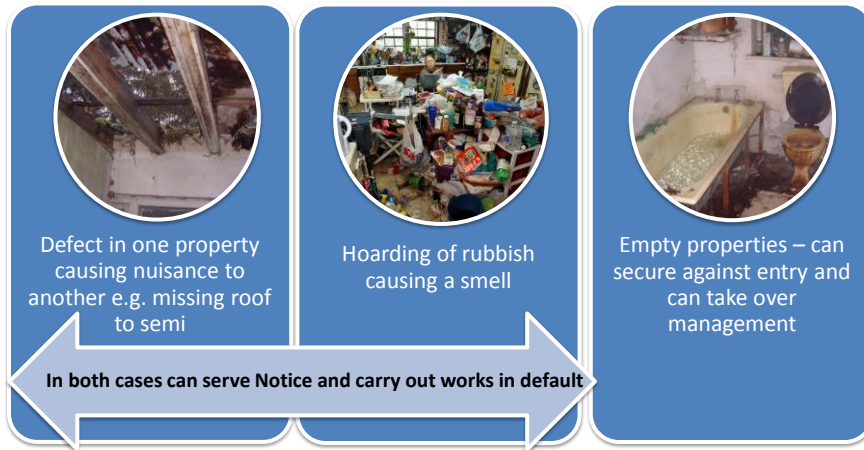 Defect in one property
causing nuisance to
another e.g. missing roof
to semi
Hoarding of rubbish
causing a smell
Empty properties – can
secure against entry and
can take over
management
In both cases can serve Notice and carry out works in default